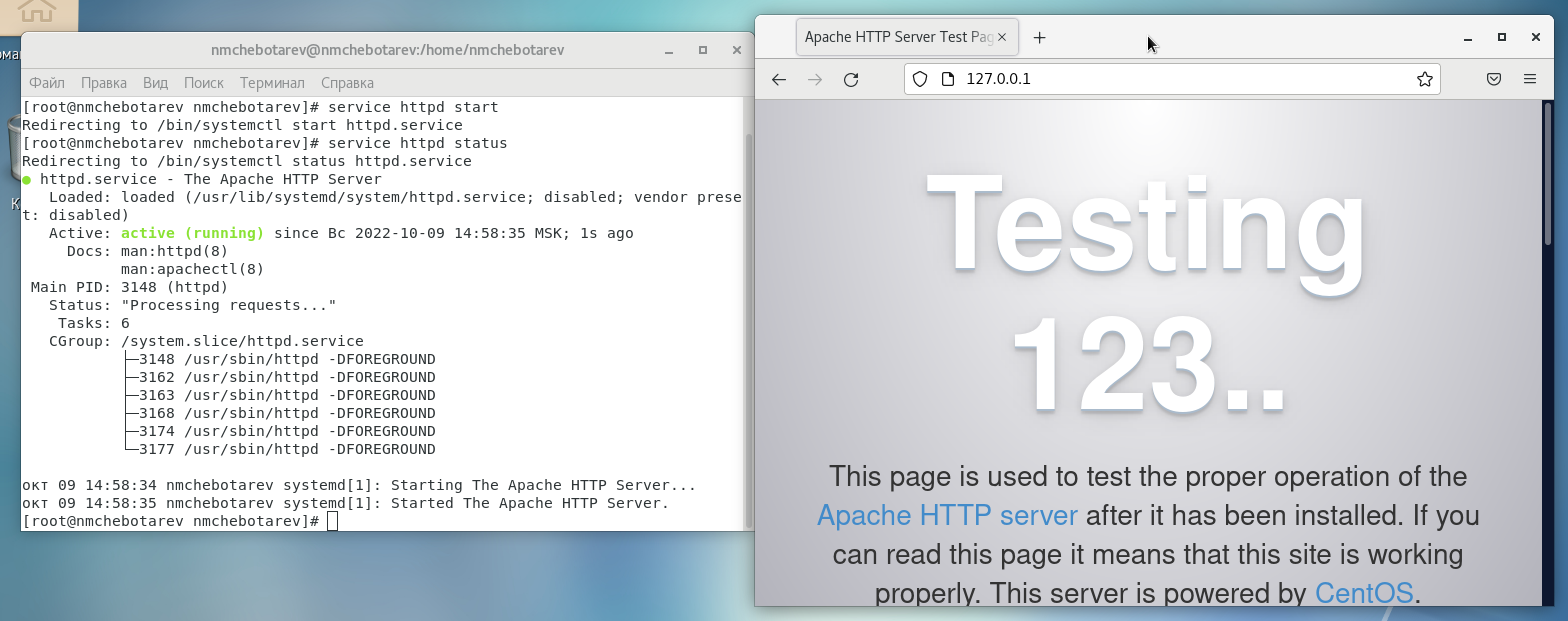 nmchebotarev@nmchebotarev:/home/nmchebotarev
Файл Правка Вид Поиск Терминал Справка
[root@nmchebotarev nmchebotarev]# service httpd start
Redirecting to /bin/systemctl start httpd.service
[root@nmchebotarev nmchebotarev]# service httpd status
Redirecting to /bin/systemctl status httpd.service
● httpd.service - The Apache HTTP Server
Loaded: loaded (/usr/lib/systemd/system/httpd.service; disabled; vendor prese
t: disabled)
Active: active (running) since Вс 2022-10-09 14:58:35 MSK; 1s ago
Docs: man:httpd(8)
man:apachectl(8)
Main PID: 3148 (httpd)
Status: "Processing requests..."
Tasks: 6
CGroup: /system.slice/httpd.service
├─3148 /usr/sbin/httpd -DFOREGROUND
├─3162 /usr/sbin/httpd -DFOREGROUND
├─3163 /usr/sbin/httpd -DFOREGROUND
├─3168 /usr/sbin/httpd -DFOREGROUND
├─3174 /usr/sbin/httpd -DFOREGROUND
└─3177 /usr/sbin/httpd -DFOREGROUND
окт 09 14:58:34 nmchebotarev systemd[1]: Starting The Apache HTTP Server...
окт 09 14:58:35 nmchebotarev systemd[1]: Started The Apache HTTP Server.
[root@nmchebotarev nmchebotarev]#
Apache HTTP Server Test Pag
127.0.0.1
Testing
123..
This page is used to test the proper operation of the
Apache HTTP server after it has been installed. If you
can read this page it means that this site is working
properly. This server is powered by CentOS.